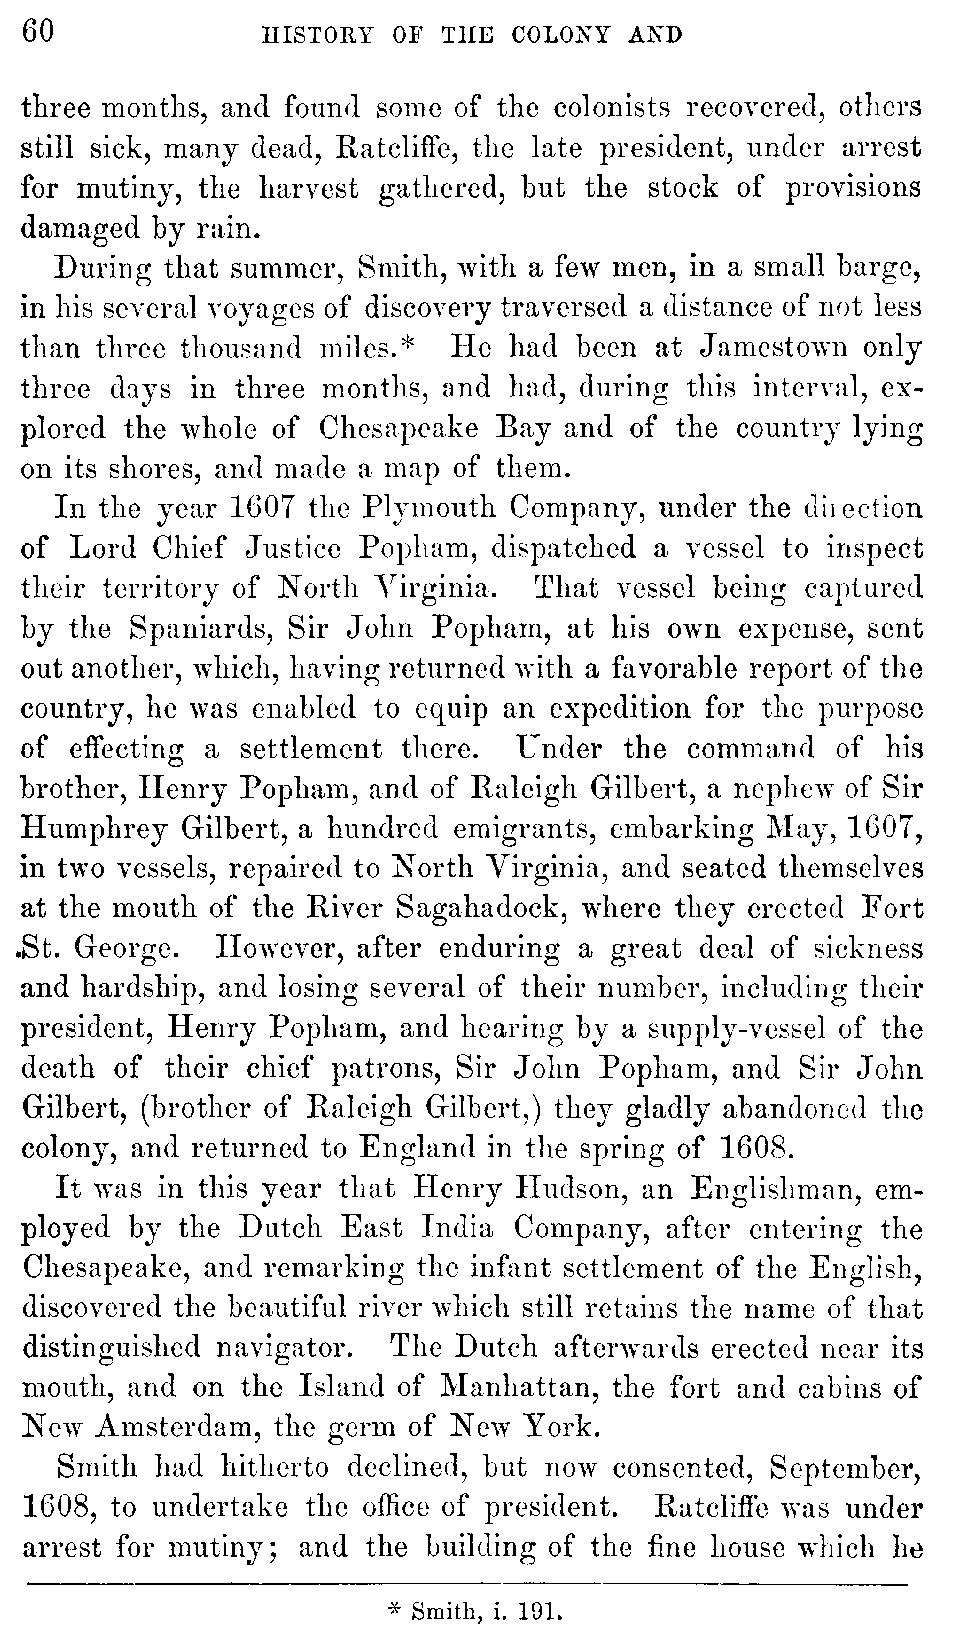 60 HISTORY OF THE COLONY AND
three months, and found some of the colonists recovered, others
still sick, many dead, Ratcliffe, the late president, under arrest
for mutiny, the harvest gathered, but the stock of provisions
damaged by rain.
During that summer, Smith, with a few men, in a small barge,
in his several voyages of discovery traversed a distance of not less
than three thousand miles.* He had been at Jamestown only
three days in three months, and had, during this interval, ex-
plored the whole of Chesapeake Bay and of the country lying
on its shores, and made a map of them.
In the year 1607 the Plymouth Company, under the direction
of Lord Chief Justice Popham, dispatched a vessel to inspect
their territory of North Virginia. That vessel being captured
by the Spaniards, Sir John Popham, at his own expense, sent
out another, which, having returned with a favorable report of the
country, he was enabled to equip an expedition for the purpose
of effecting a settlement there. Under the command of his
brother, Henry Popham, and of Raleigh Gilbert, a nephew of Sir
Humphrey Gilbert, a hundred emigrants, embarking May, 1607,
in two vessels, repaired to North Virginia, and seated themselves
at the mouth of the River Sagahadock, where they erected Fort
St. George. However, after enduring a great deal of sickness
and hardship, and losing several of their number, including their
president, Henry Popham, and hearing by a supply-vessel of the
death of their chief patrons, Sir John Popham, and Sir John
Gilbert, (brother of Raleigh Gilbert,) they gladly abandoned the
colony, and returned to England in the spring of 1608.
It was in this year that Henry Hudson, an Englishman, em-
ployed by the Dutch East India Company, after entering the
Chesapeake, and remarking the infant settlement of the English,
discovered the beautiful river which still retains the name of that
distinguished navigator. The Dutch afterwards erected near its
mouth, and on the Island of Manhattan, the fort and cabins of
New Amsterdam, the germ of New York.
Smith had hitherto declined, but now consented, September,
1608, to undertake the office of president. Ratcliffe was under
arrest for mutiny; and the building of the fine house which he
* Smith, i. 191.